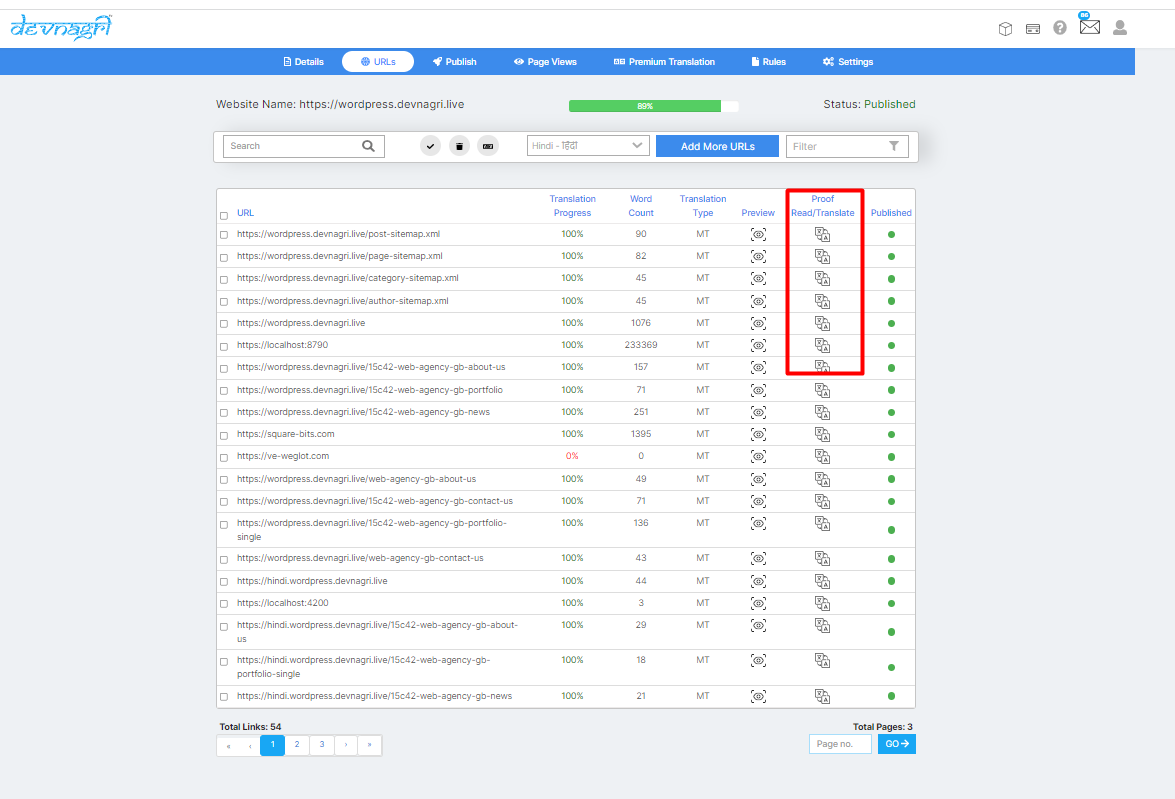 devnagri
86
Details URLs Publish Page Views Premium Translation Rules Settings
Website Name: https://wordpress.devnagri.live 89% Status: Published
Search Hindi - हिंदी Add More URLs Filter
Translation Word Translation Proof
URL Progress Count Type Preview Read/Translate Published
https://wordpress.devnagri.live/post-sitemap.xml 100% 90 MT
https://wordpress.devnagri.live/page-sitemap.xml 100% 82 MT
https://wordpress.devnagri.live/category-sitemap.xml 100% 45 MT
https://wordpress.devnagri.live/author-sitemap.xml 100% 45 MT
https://wordpress.devnagri.live 100% 1076 MT
https://localhost:8790 100% 233369 MT
https://wordpress.devnagri.live/15c42-web-agency-gb-about-us 100% 157 MT
https://wordpress.devnagri.live/15c42-web-agency-gb-portfolio 100% 71 MT
https://wordpress.devnagri.live/15c42-web-agency-gb-news 100% 251 MT
https://square-bits.com 100% 1395 MT
https://ve-weglot.com 0% 0 MT
https://wordpress.devnagri.live/web-agency-gb-about-us 100% 49 MT
https://wordpress.devnagri.live/15c42-web-agency-gb-contact-us 100% 71 MT
https://wordpress.devnagri.live/15c42-web-agency-gb-portfolio- 100% 136 MT
single
https://wordpress.devnagri.live/web-agency-gb-contact-us 100% 43 MT
https://hindi.wordpress.devnagri.live 100% 44 MT
https://localhost:4200 100% 3 MT
https://hindi.wordpress.devnagri.live/15c42-web-agency-gb-about- 100% 29 MT
us
https://hindi.wordpress.devnagri.live/15c42-web-agency-gb- 100% 18 MT
portfolio-single
https://hindi.wordpress.devnagri.live/15c42-web-agency-gb-news 100% 21 MT
Total Links: 54 Total Pages: 3
« ‹ 1 2 3 › » Page no. GO